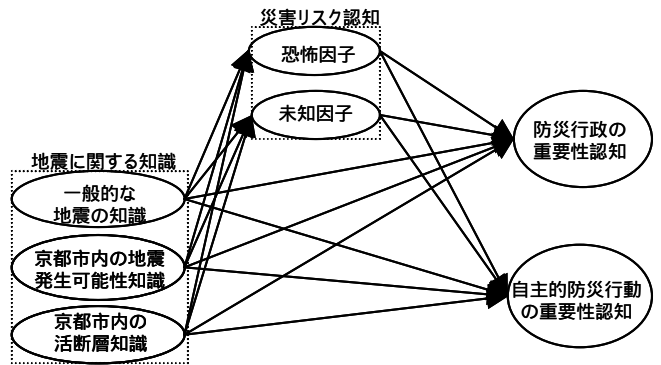 災害リスク認知
恐怖因子
未知因子
防災行政の
重要性認知
地震に関する知識
一般的な
地震の知識
京都市内の地震
発生可能性知識
京都市内の
活断層知識
自主的防災行動
の重要性認知